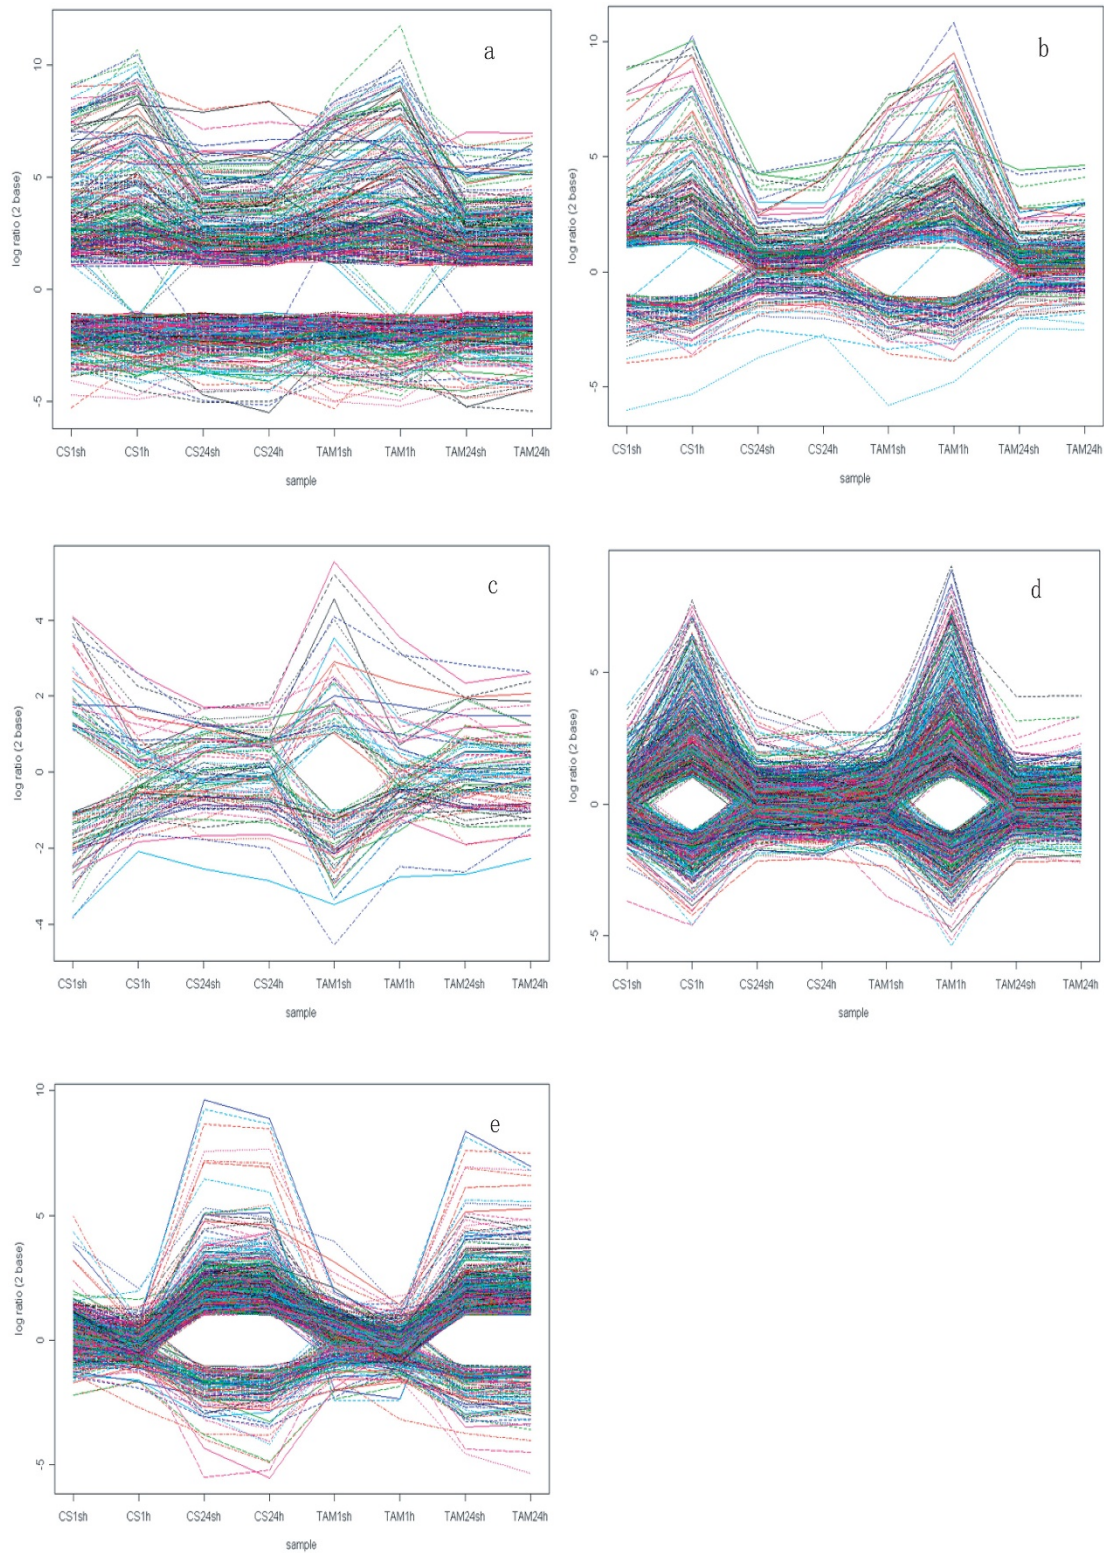 a
log ratio (2 base)
10
5
0
-5
CS1sh CS1h CS24sh CS24h TAM1sh TAM1h TAM24sh TAM24h
sample
b
log ratio (2 base)
10
5
0
-5
CS1sh CS1h CS24sh CS24h TAM1sh TAM1h TAM24sh TAM24h
sample
c
log ratio (2 base)
4
2
0
-2
-4
CS1sh CS1h CS24sh CS24h TAM1sh TAM1h TAM24sh TAM24h
sample
d
log ratio (2 base)
5
0
-5
CS1sh CS1h CS24sh CS24h TAM1sh TAM1h TAM24sh TAM24h
sample
e
log ratio (2 base)
10
5
0
-5
CS1sh CS1h CS24sh CS24h TAM1sh TAM1h TAM24sh TAM24h
sample